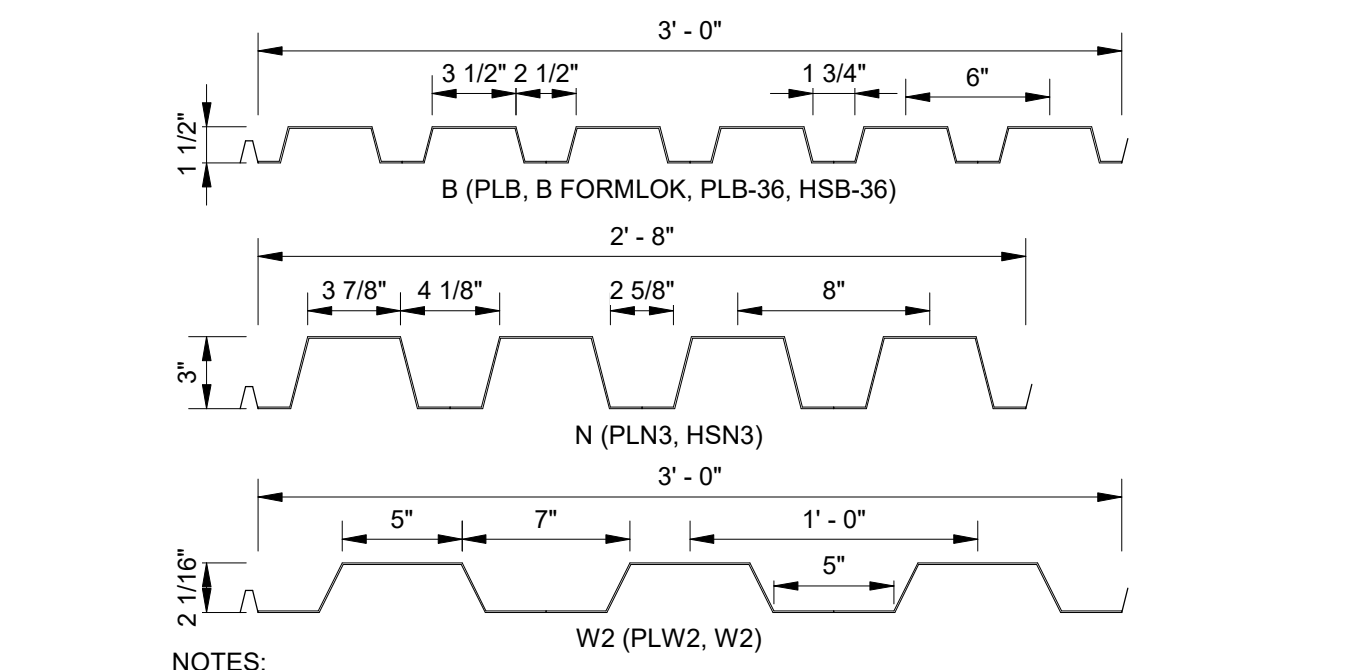 3' - 0"
3 1/2" 2 1/2" 1 3/4" 6"
1 1/2"
B (PLB, B FORMLOK, PLB-36, HSB-36)
2' - 8"
3 7/8" 4 1/8" 2 5/8" 8"
3"
N (PLN3, HSN3)
3' - 0"
5" 7" 1' - 0"
5"
2 1/16"
W2 (PLW2, W2)
NOTES: